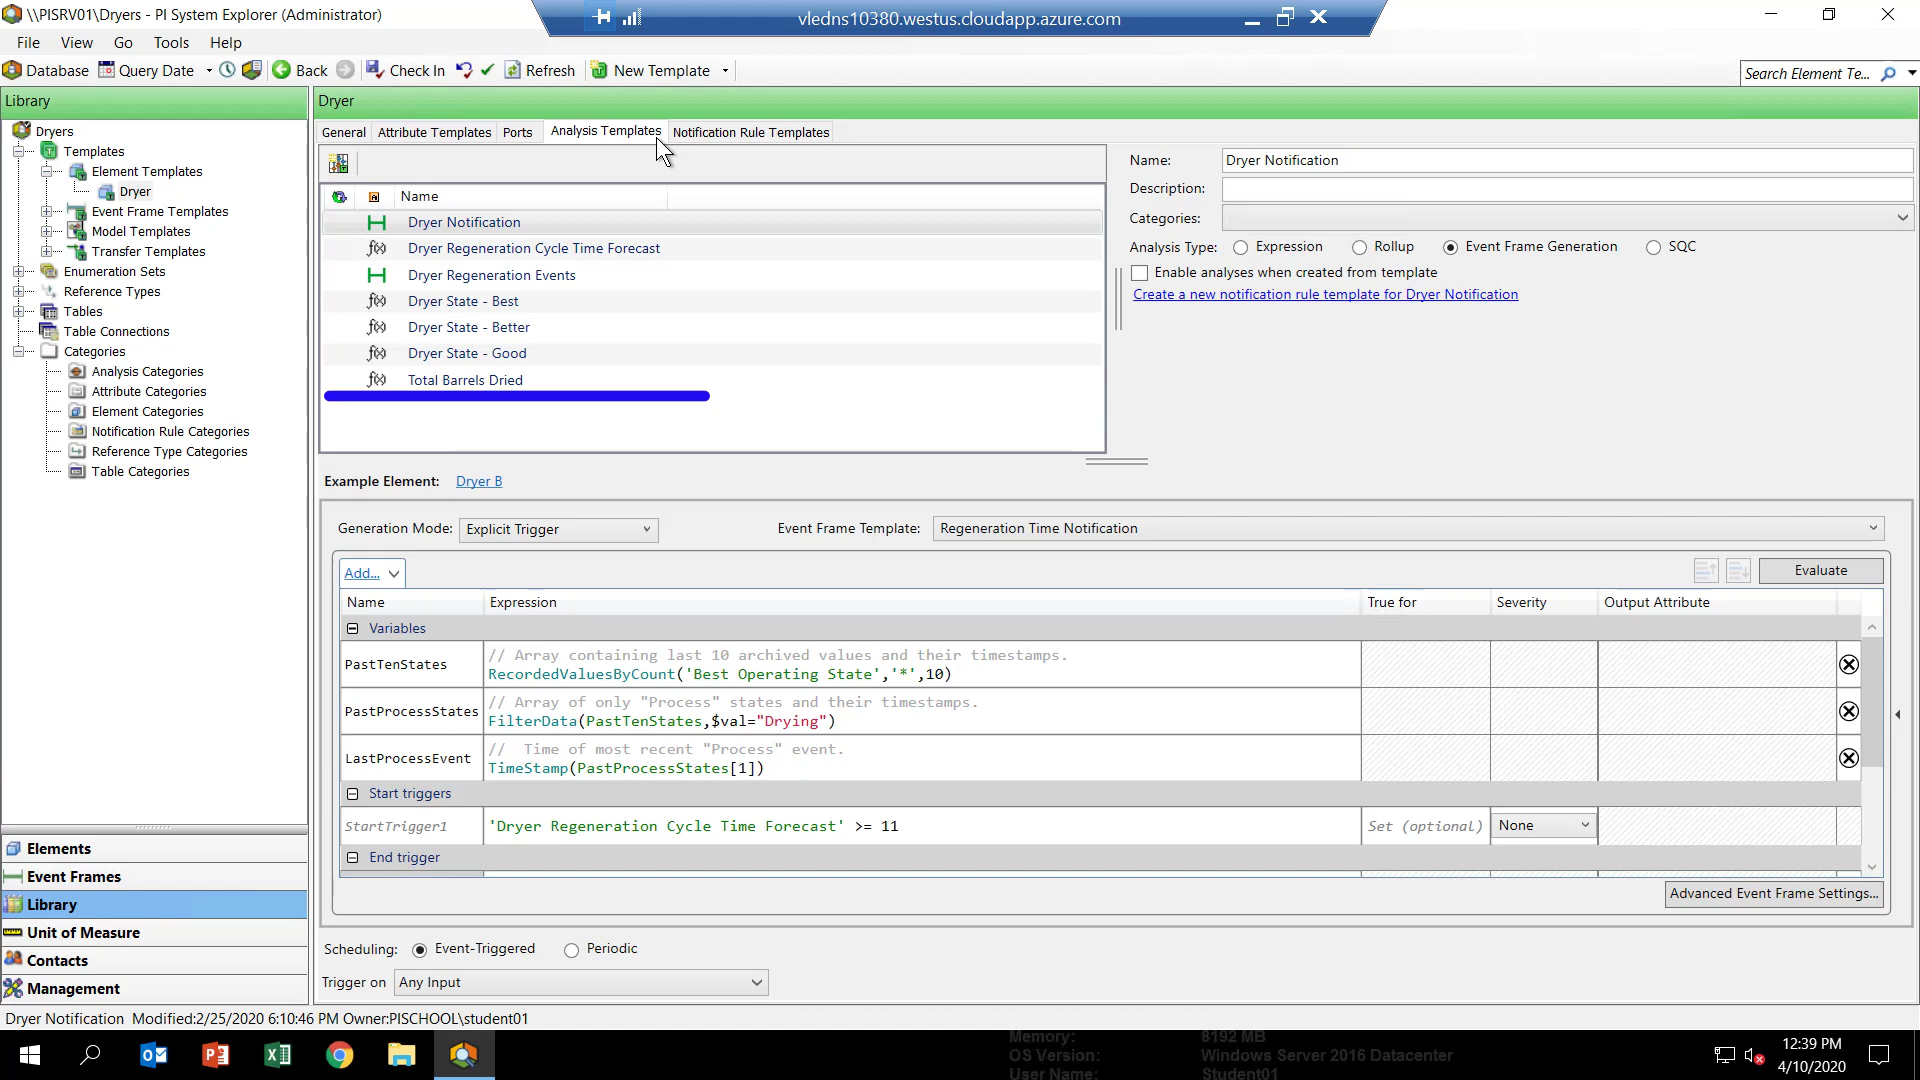 \\PISRV01\Dryers - PI System Explorer (Administrator)
vledns10380.westus.cloudapp.azure.com
File View Go Tools Help
Database Query Date Back Check In Refresh New Template
Search Element Te...
Library
Dryers
Templates
Element Templates
Dryer
Event Frame Templates
Model Templates
Transfer Templates
Enumeration Sets
Reference Types
Tables
Table Connections
Categories
Analysis Categories
Attribute Categories
Element Categories
Notification Rule Categories
Reference Type Categories
Table Categories
Elements
Event Frames
Library
Unit of Measure
Contacts
Management
Dryer
General Attribute Templates Ports Analysis Templates Notification Rule Templates
Name
Dryer Notification
f(x) Dryer Regeneration Cycle Time Forecast
Dryer Regeneration Events
f(x) Dryer State - Best
f(x) Dryer State - Better
f(x) Dryer State - Good
f(x) Total Barrels Dried
Name: Dryer Notification
Description:
Categories:
Analysis Type: Expression Rollup Event Frame Generation SQC
Enable analyses when created from template
Create a new notification rule template for Dryer Notification
Example Element: Dryer B
Generation Mode: Explicit Trigger Event Frame Template: Regeneration Time Notification
Add... Evaluate
Name Expression True for Severity Output Attribute
Variables
PastTenStates
// Array containing last 10 archived values and their timestamps.
RecordedValuesByCount('Best Operating State','*',10)
PastProcessStates
// Array of only "Process" states and their timestamps.
FilterData(PastTenStates,$val="Drying")
LastProcessEvent
//  Time of most recent "Process" event.
TimeStamp(PastProcessStates[1])
Start triggers
StartTrigger1 'Dryer Regeneration Cycle Time Forecast' >= 11 Set (optional) None
End trigger
Advanced Event Frame Settings...
Scheduling: Event-Triggered Periodic
Trigger on Any Input
Dryer Notification Modified:2/25/2020 6:10:46 PM Owner:PISCHOOL\student01
Memory: 8192 MB
OS Version: Windows Server 2016 Datacenter
User Name: Student01
12:39 PM
4/10/2020